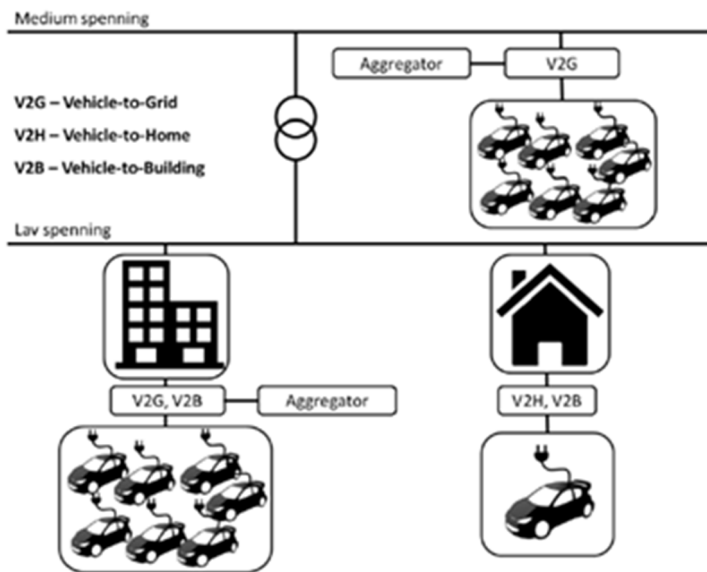 Medium spenning
Aggregator
V2G
V2G – Vehicle-to-Grid
V2H – Vehicle-to-Home
V2B – Vehicle-to-Building
Lav spenning
V2G, V2B
Aggregator
V2H, V2B